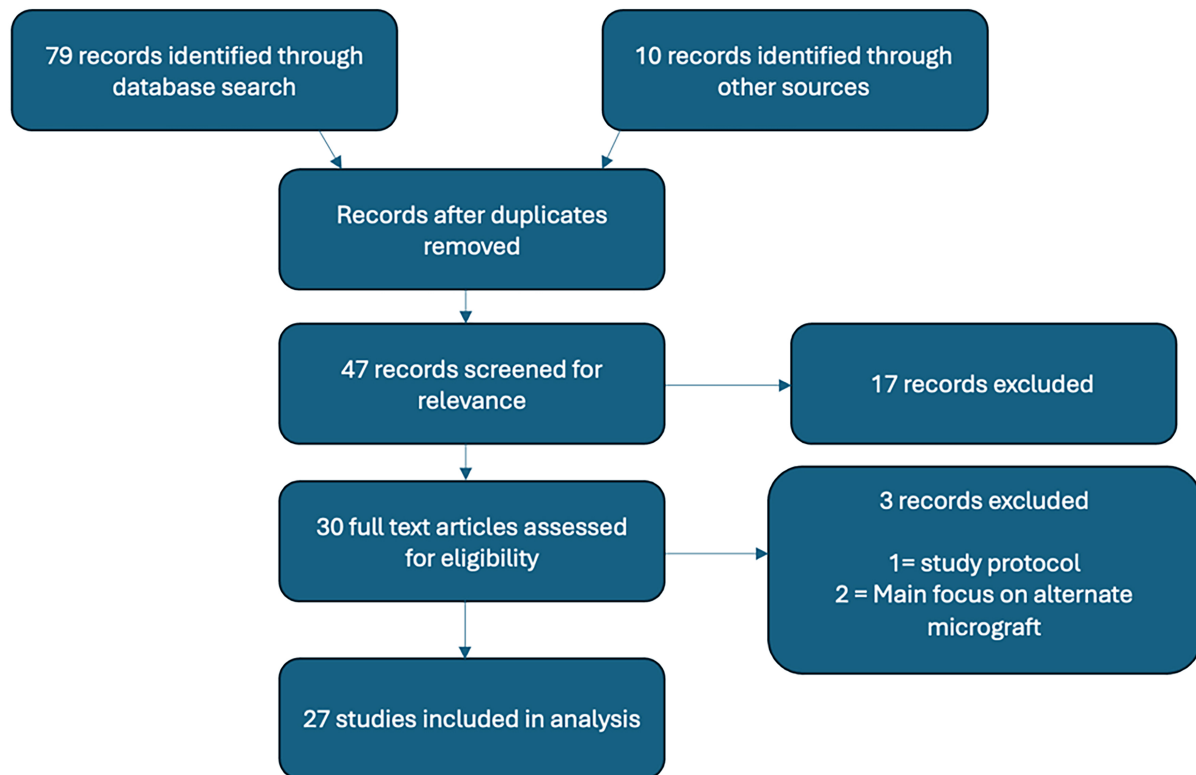 79 records identified through
database search
10 records identified through
other sources
Records after duplicates
removed
47 records screened for
relevance
17 records excluded
30 full text articles assessed
for eligibility
3 records excluded
1= study protocol
2 = Main focus on alternate
micrograft
27 studies included in analysis